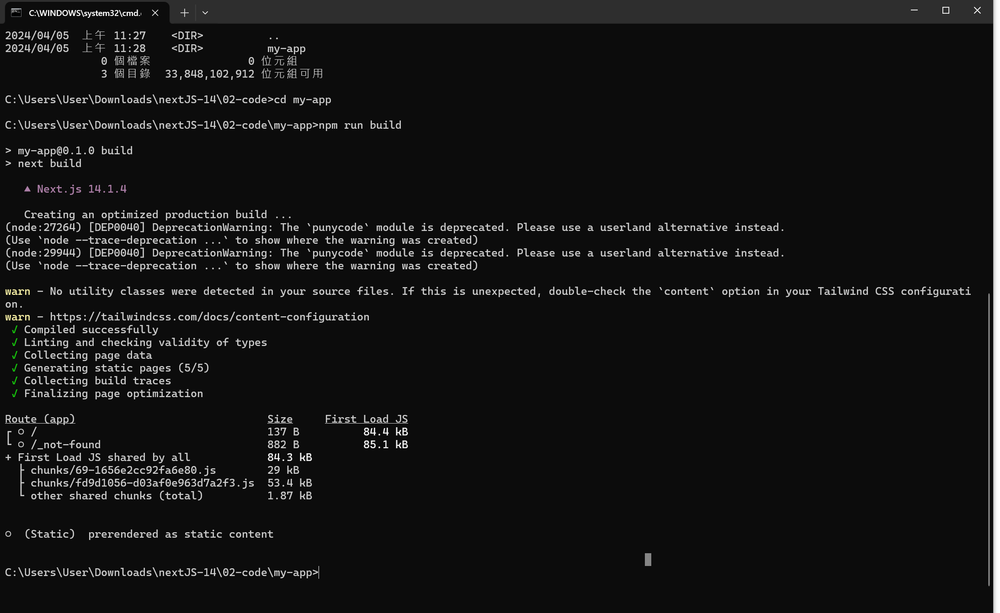 C:\WINDOWS\system32\cmd.
2024/04/05  上午 11:27    <DIR>          ..
2024/04/05  上午 11:28    <DIR>          my-app
               0 個檔案               0 位元組
               3 個目錄  33,848,102,912 位元組可用
C:\Users\User\Downloads\nextJS-14\02-code>cd my-app
C:\Users\User\Downloads\nextJS-14\02-code\my-app>npm run build
> my-app@0.1.0 build
> next build
   ▲ Next.js 14.1.4
   Creating an optimized production build ...
(node:27264) [DEP0040] DeprecationWarning: The `punycode` module is deprecated. Please use a userland alternative instead.
(Use `node --trace-deprecation ...` to show where the warning was created)
(node:29944) [DEP0040] DeprecationWarning: The `punycode` module is deprecated. Please use a userland alternative instead.
(Use `node --trace-deprecation ...` to show where the warning was created)
warn - No utility classes were detected in your source files. If this is unexpected, double-check the `content` option in your Tailwind CSS configurati
on.
warn - https://tailwindcss.com/docs/content-configuration
 √ Compiled successfully
 √ Linting and checking validity of types
 √ Collecting page data
 √ Generating static pages (5/5)
 √ Collecting build traces
 √ Finalizing page optimization
Route (app)                              Size     First Load JS
┌ ○ /                                    137 B          84.4 kB
└ ○ /_not-found                          882 B          85.1 kB
+ First Load JS shared by all            84.3 kB
  ├ chunks/69-1656e2cc92fa6e80.js        29 kB
  ├ chunks/fd9d1056-d03af0e963d7a2f3.js  53.4 kB
  └ other shared chunks (total)          1.87 kB
○  (Static)  prerendered as static content
C:\Users\User\Downloads\nextJS-14\02-code\my-app>